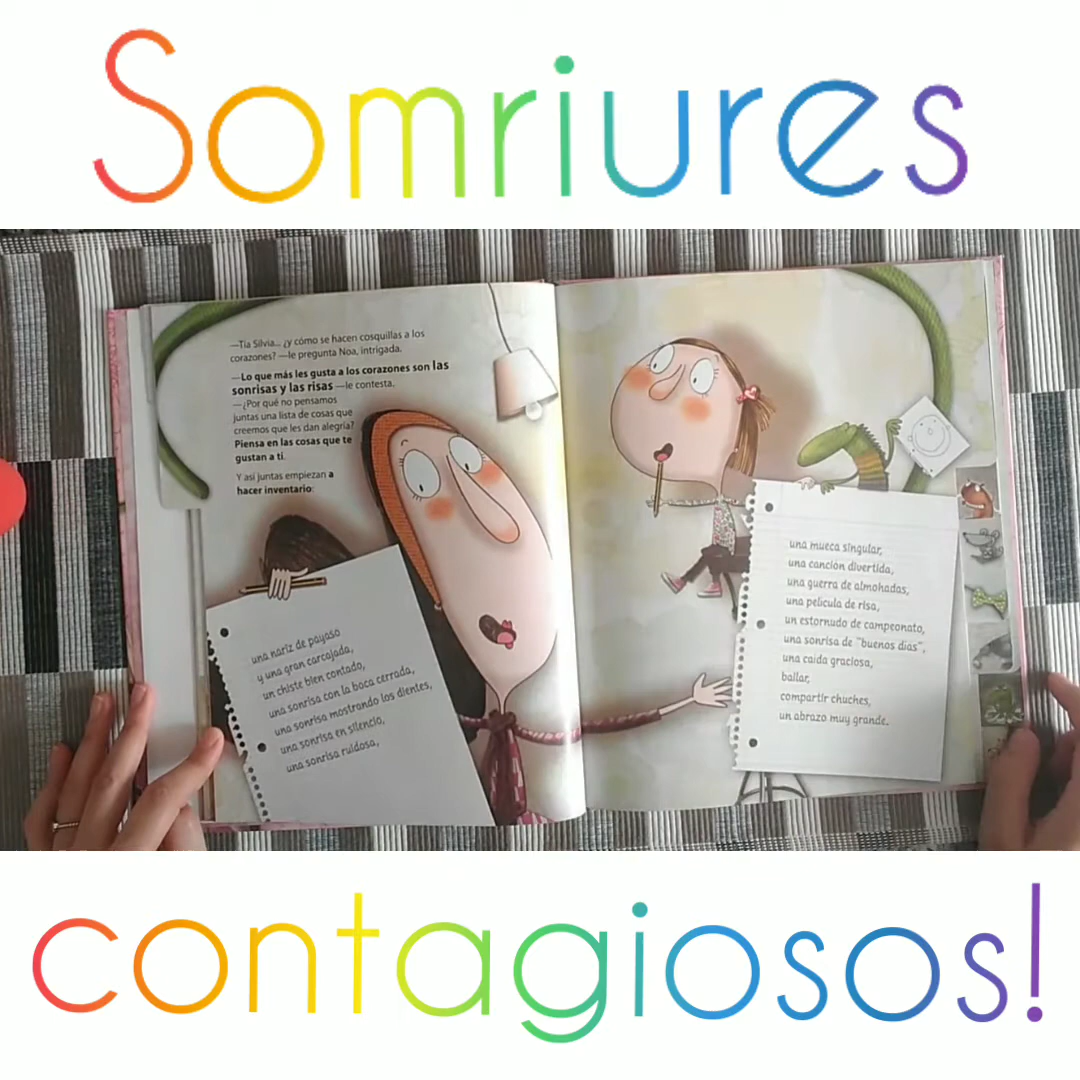 Somriures
—Tía Silvia... ¿y cómo se hacen cosquillas a los
corazones? —le pregunta Noa, intrigada.
—Lo que más les gusta a los corazones son las
sonrisas y las risas —le contesta.
—¿Por qué no pensamos
juntas una lista de cosas que
creemos que les dan alegría?
Piensa en las cosas que te
gustan a ti.
Y así juntas empiezan a
hacer inventario:
una nariz de payaso
y una gran carcajada,
un chiste bien contado,
una sonrisa con la boca cerrada,
una sonrisa mostrando los dientes,
una sonrisa en silencio,
una sonrisa ruidosa,
una mueca singular,
una canción divertida,
una guerra de almohadas,
una película de risa,
un estornudo de campeonato,
una sonrisa de "buenos días",
una caída graciosa,
bailar,
compartir chuches,
un abrazo muy grande.
contagiosos!